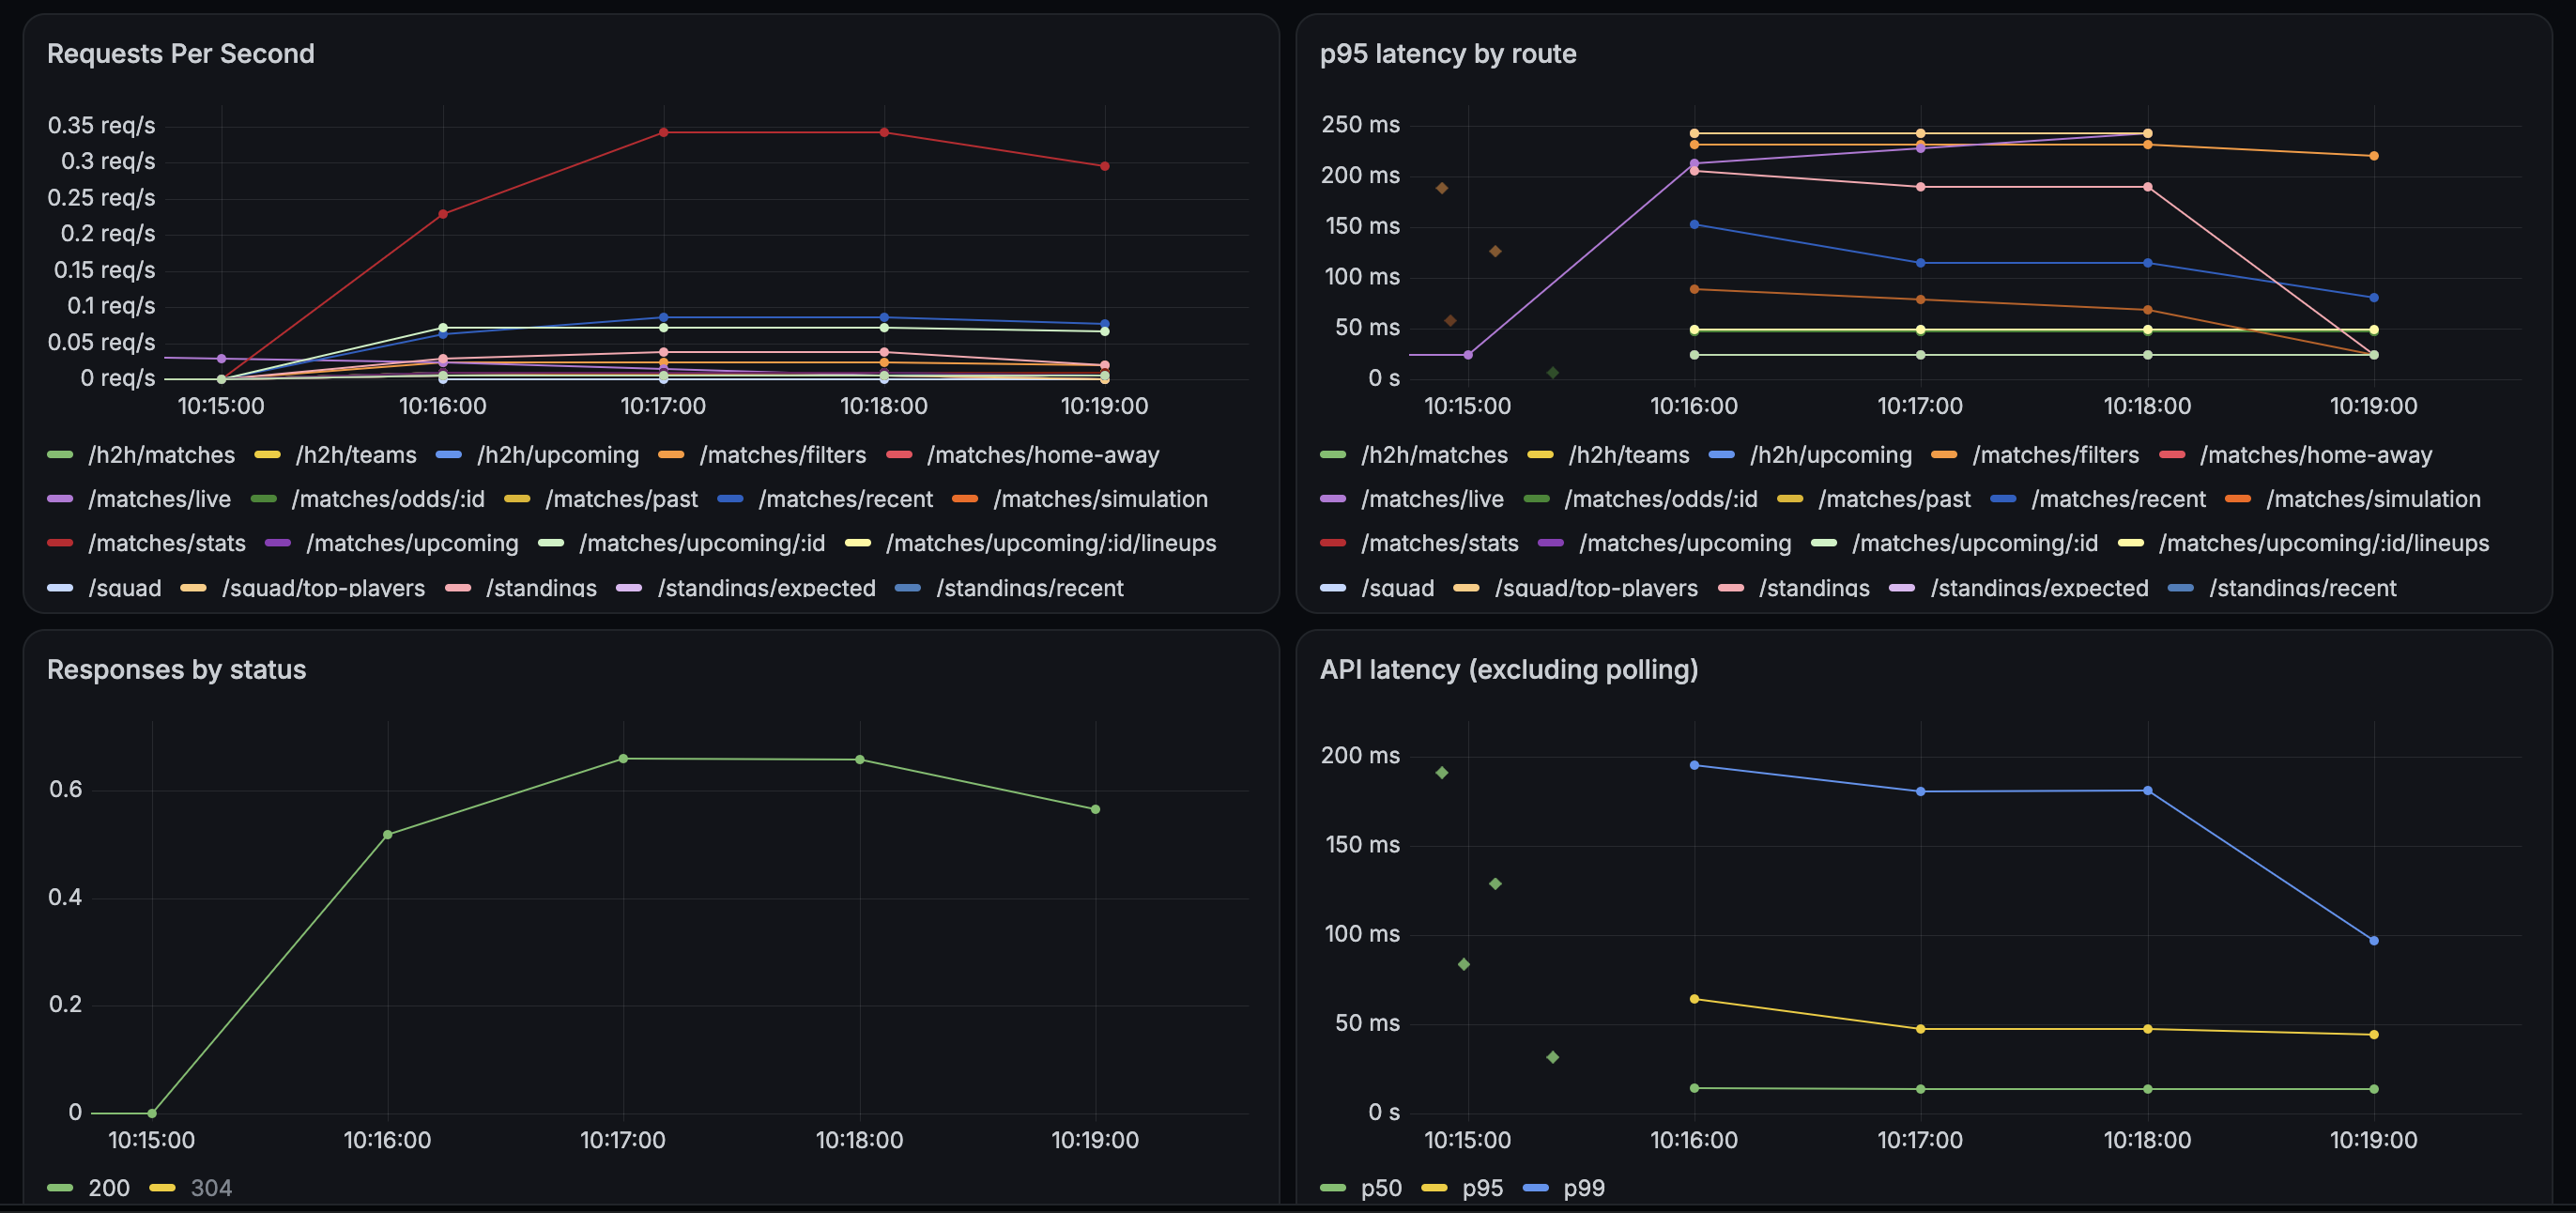 Requests Per Second
0.35 req/s
0.3 req/s
0.25 req/s
0.2 req/s
0.15 req/s
0.1 req/s
0.05 req/s
0 req/s
10:15:00 10:16:00 10:17:00 10:18:00 10:19:00
/h2h/matches /h2h/teams /h2h/upcoming /matches/filters /matches/home-away
/matches/live /matches/odds/:id /matches/past /matches/recent /matches/simulation
/matches/stats /matches/upcoming /matches/upcoming/:id /matches/upcoming/:id/lineups
/squad /squad/top-players /standings /standings/expected /standings/recent
p95 latency by route
250 ms
200 ms
150 ms
100 ms
50 ms
0 s
10:15:00 10:16:00 10:17:00 10:18:00 10:19:00
/h2h/matches /h2h/teams /h2h/upcoming /matches/filters /matches/home-away
/matches/live /matches/odds/:id /matches/past /matches/recent /matches/simulation
/matches/stats /matches/upcoming /matches/upcoming/:id /matches/upcoming/:id/lineups
/squad /squad/top-players /standings /standings/expected /standings/recent
Responses by status
0.6
0.4
0.2
0
10:15:00 10:16:00 10:17:00 10:18:00 10:19:00
200 304
API latency (excluding polling)
200 ms
150 ms
100 ms
50 ms
0 s
10:15:00 10:16:00 10:17:00 10:18:00 10:19:00
p50 p95 p99